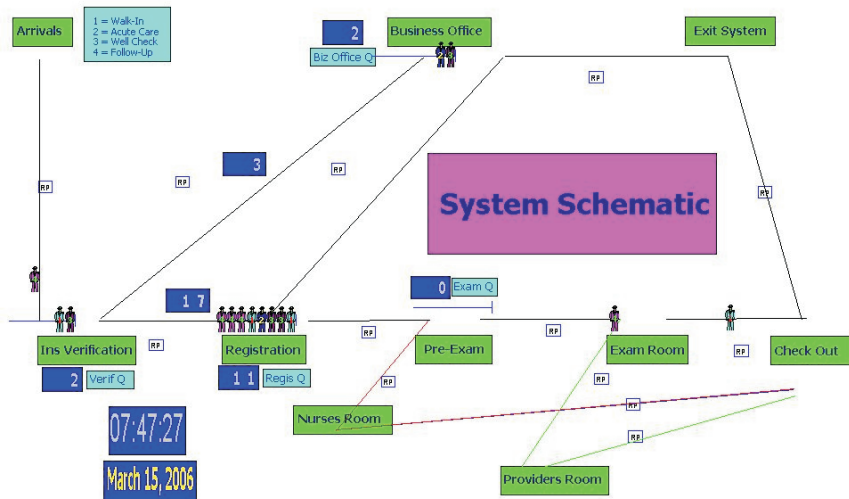 Arrivals
1 = Walk-In
2 = Acute Care
3 = Well Check
4 = Follow-Up
2
Business Office
Exit System
Biz Office Q
RP
3
RP
RP
RP
RP
System Schematic
1 7
0
Exam Q
Ins Verification
RP
Registration
RP
Pre-Exam
RP
Exam Room
RP
Check Out
2
Verif Q
1 1
Regis Q
RP
RP
Nurses Room
RP
RP
07:47:27
March 15, 2006
Providers Room